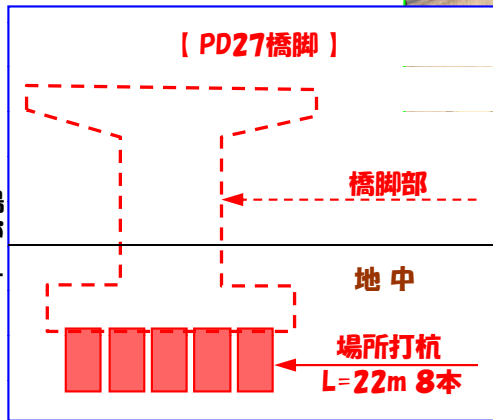 【 PD27橋脚 】
橋脚部
地 中
場所打杭
L=22m 8本